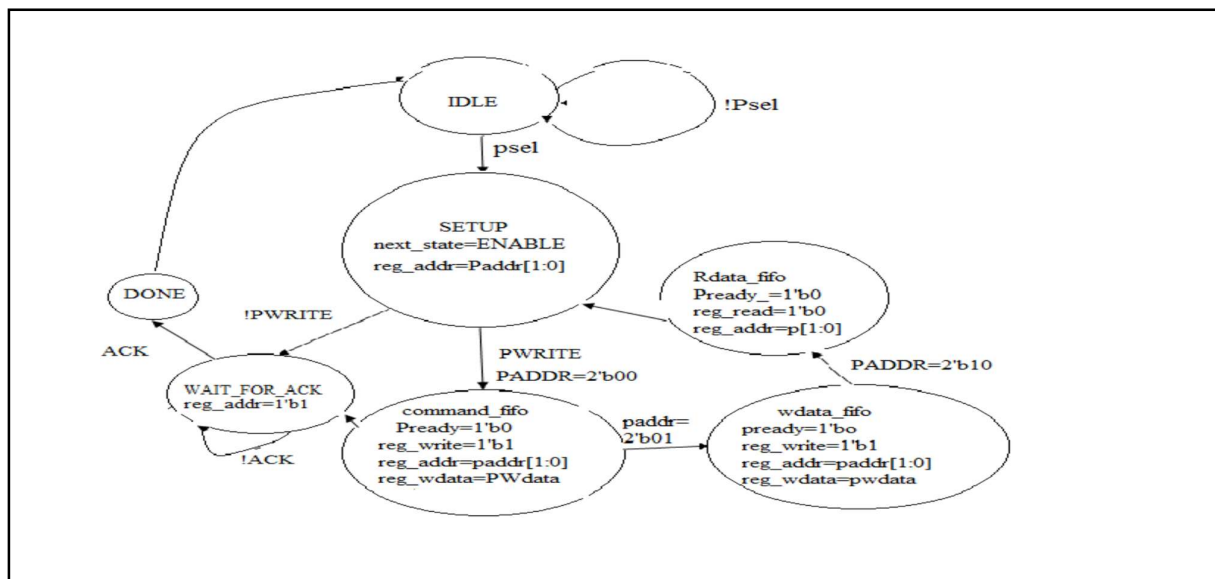 IDLE
!Psel
psel
SETUP
next_state=ENABLE
reg_addr=Paddr[1:0]
Rdata_fifo
Pready_=1'b0
reg_read=1'b0
reg_addr=p[1:0]
DONE
!PWRITE
ACK
PWRITE
PADDR=2'b00
PADDR=2'b10
WAIT_FOR_ACK
reg_addr=1'b1
!ACK
command_fifo
Pready=1'b0
reg_write=1'b1
reg_addr=paddr[1:0]
reg_wdata=PWdata
paddr=
2'b01
wdata_fifo
pready=1'bo
reg_write=1'b1
reg_addr=paddr[1:0]
reg_wdata=pwdata